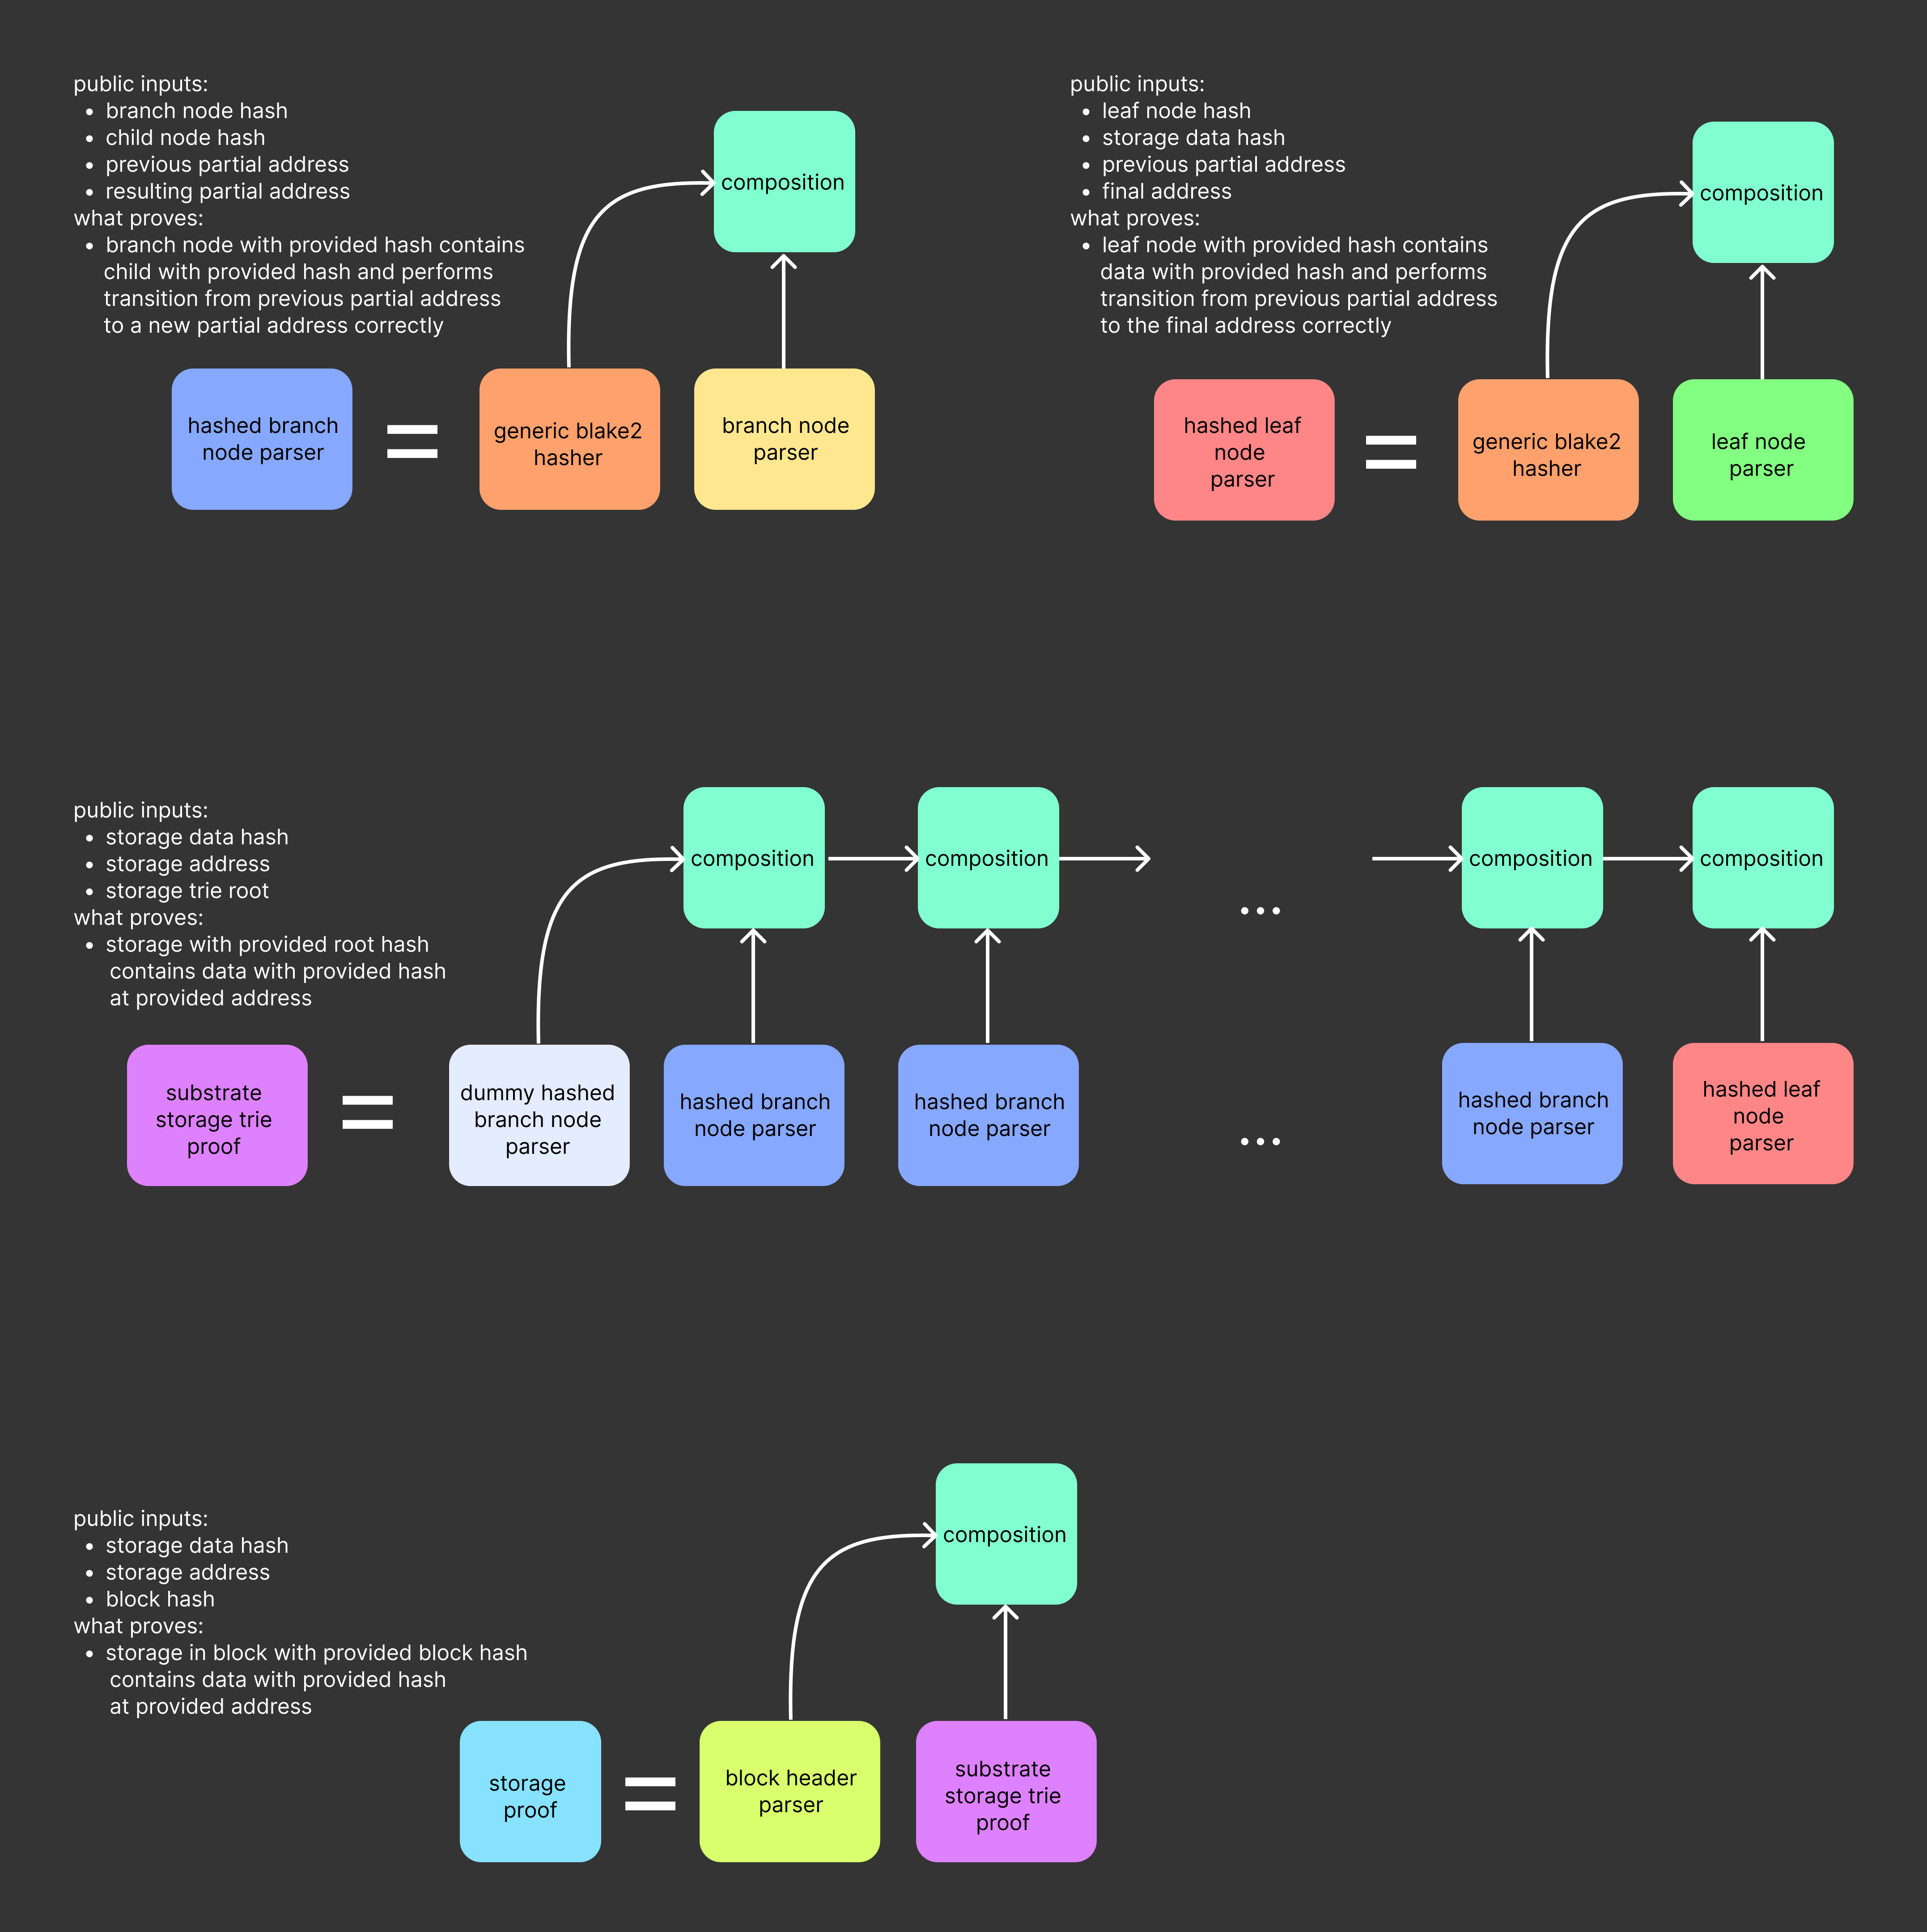 public inputs:
• branch node hash
• child node hash
• previous partial address
• resulting partial address
what proves:
• branch node with provided hash contains
child with provided hash and performs
transition from previous partial address
to a new partial address correctly
composition
hashed branch
node parser
=
generic blake2
hasher
branch node
parser
public inputs:
• leaf node hash
• storage data hash
• previous partial address
• final address
what proves:
• leaf node with provided hash contains
data with provided hash and performs
transition from previous partial address
to the final address correctly
composition
hashed leaf
node
parser
=
generic blake2
hasher
leaf node
parser
public inputs:
• storage data hash
• storage address
• storage trie root
what proves:
• storage with provided root hash
contains data with provided hash
at provided address
composition
composition
...
composition
composition
substrate
storage trie
proof
=
dummy hashed
branch node
parser
hashed branch
node parser
hashed branch
node parser
...
hashed branch
node parser
hashed leaf
node
parser
public inputs:
• storage data hash
• storage address
• block hash
what proves:
• storage in block with provided block hash
contains data with provided hash
at provided address
composition
storage
proof
=
block header
parser
substrate
storage trie
proof